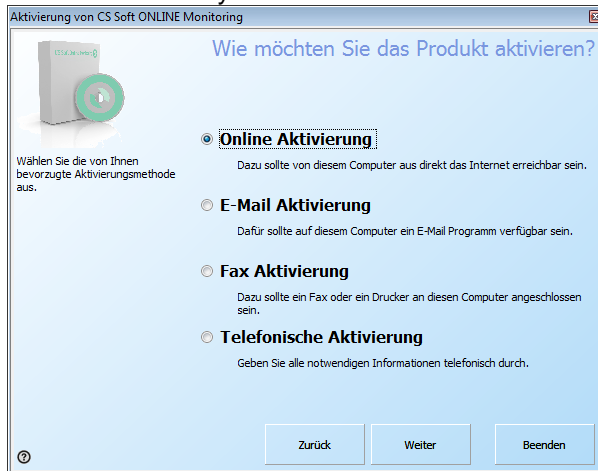 Aktivierung von CS Soft ONLINE Monitoring
Wie möchten Sie das Produkt aktivieren?
Wählen Sie die von Ihnen
bevorzugte Aktivierungsmethode
aus.
Online Aktivierung
Dazu sollte von diesem Computer aus direkt das Internet erreichbar sein.
E-Mail Aktivierung
Dafür sollte auf diesem Computer ein E-Mail Programm verfügbar sein.
Fax Aktivierung
Dazu sollte ein Fax oder ein Drucker an diesen Computer angeschlossen
sein.
Telefonische Aktivierung
Geben Sie alle notwendigen Informationen telefonisch durch.
Zurück
Weiter
Beenden